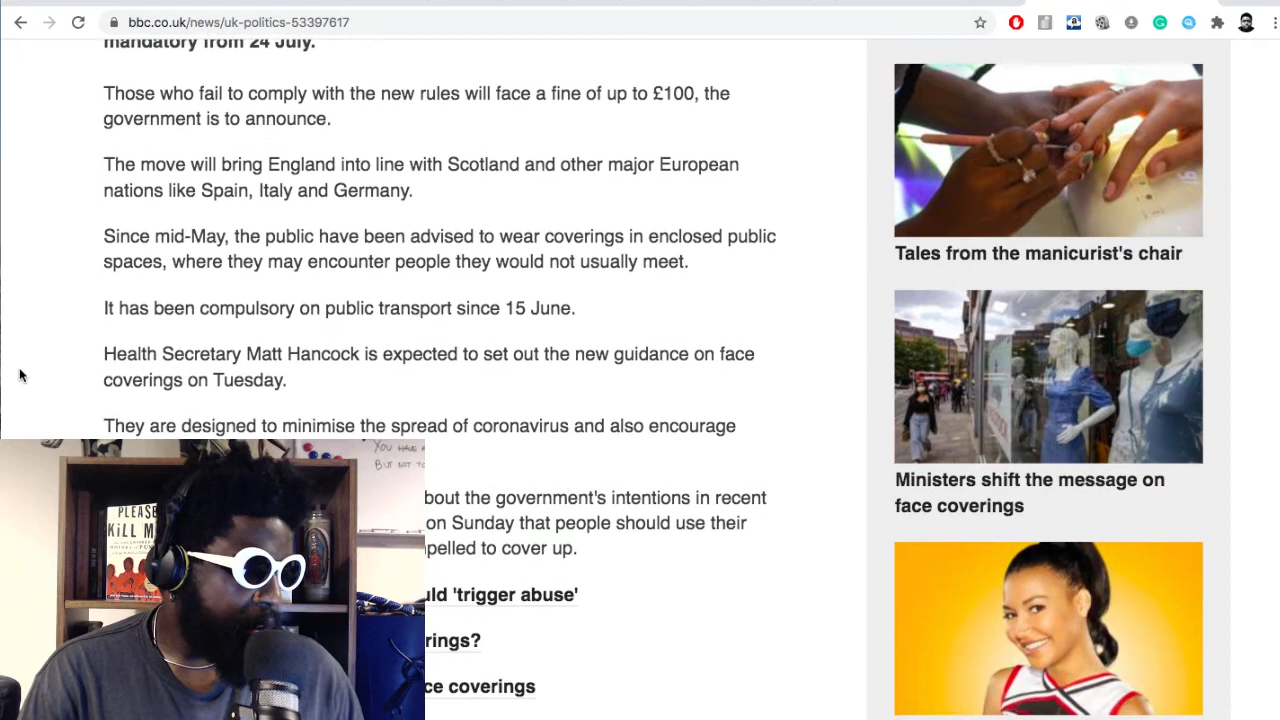 bbc.co.uk/news/uk-politics-53397617
mandatory from 24 July.
Those who fail to comply with the new rules will face a fine of up to £100, the
government is to announce.
The move will bring England into line with Scotland and other major European
nations like Spain, Italy and Germany.
Since mid-May, the public have been advised to wear coverings in enclosed public
spaces, where they may encounter people they would not usually meet.
It has been compulsory on public transport since 15 June.
Health Secretary Matt Hancock is expected to set out the new guidance on face
coverings on Tuesday.
They are designed to minimise the spread of coronavirus and also encourage
bout the government's intentions in recent
on Sunday that people should use their
pelled to cover up.
uld 'trigger abuse'
rings?
ce coverings
Tales from the manicurist's chair
Ministers shift the message on
face coverings
YOU HAVE
BUT NOT TO
PLEASE
KiLL M